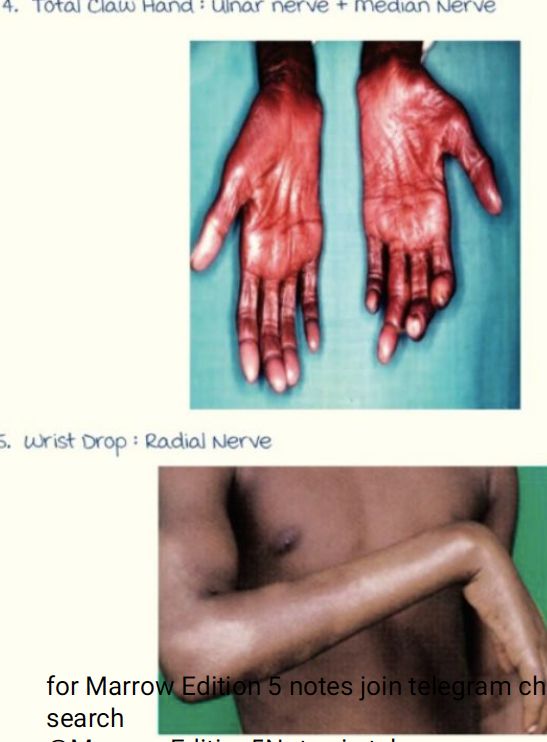 4. Total Claw Hand : Ulnar nerve + median Nerve
5. Wrist Drop : Radial Nerve
for Marrow Edition 5 notes join telegram ch
search